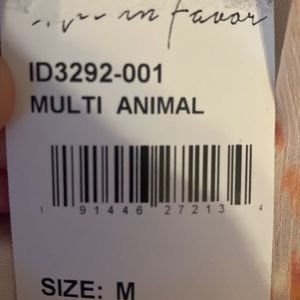 in favor
ID3292-001
MULTI ANIMAL
1 91446 27213 4
SIZE: M